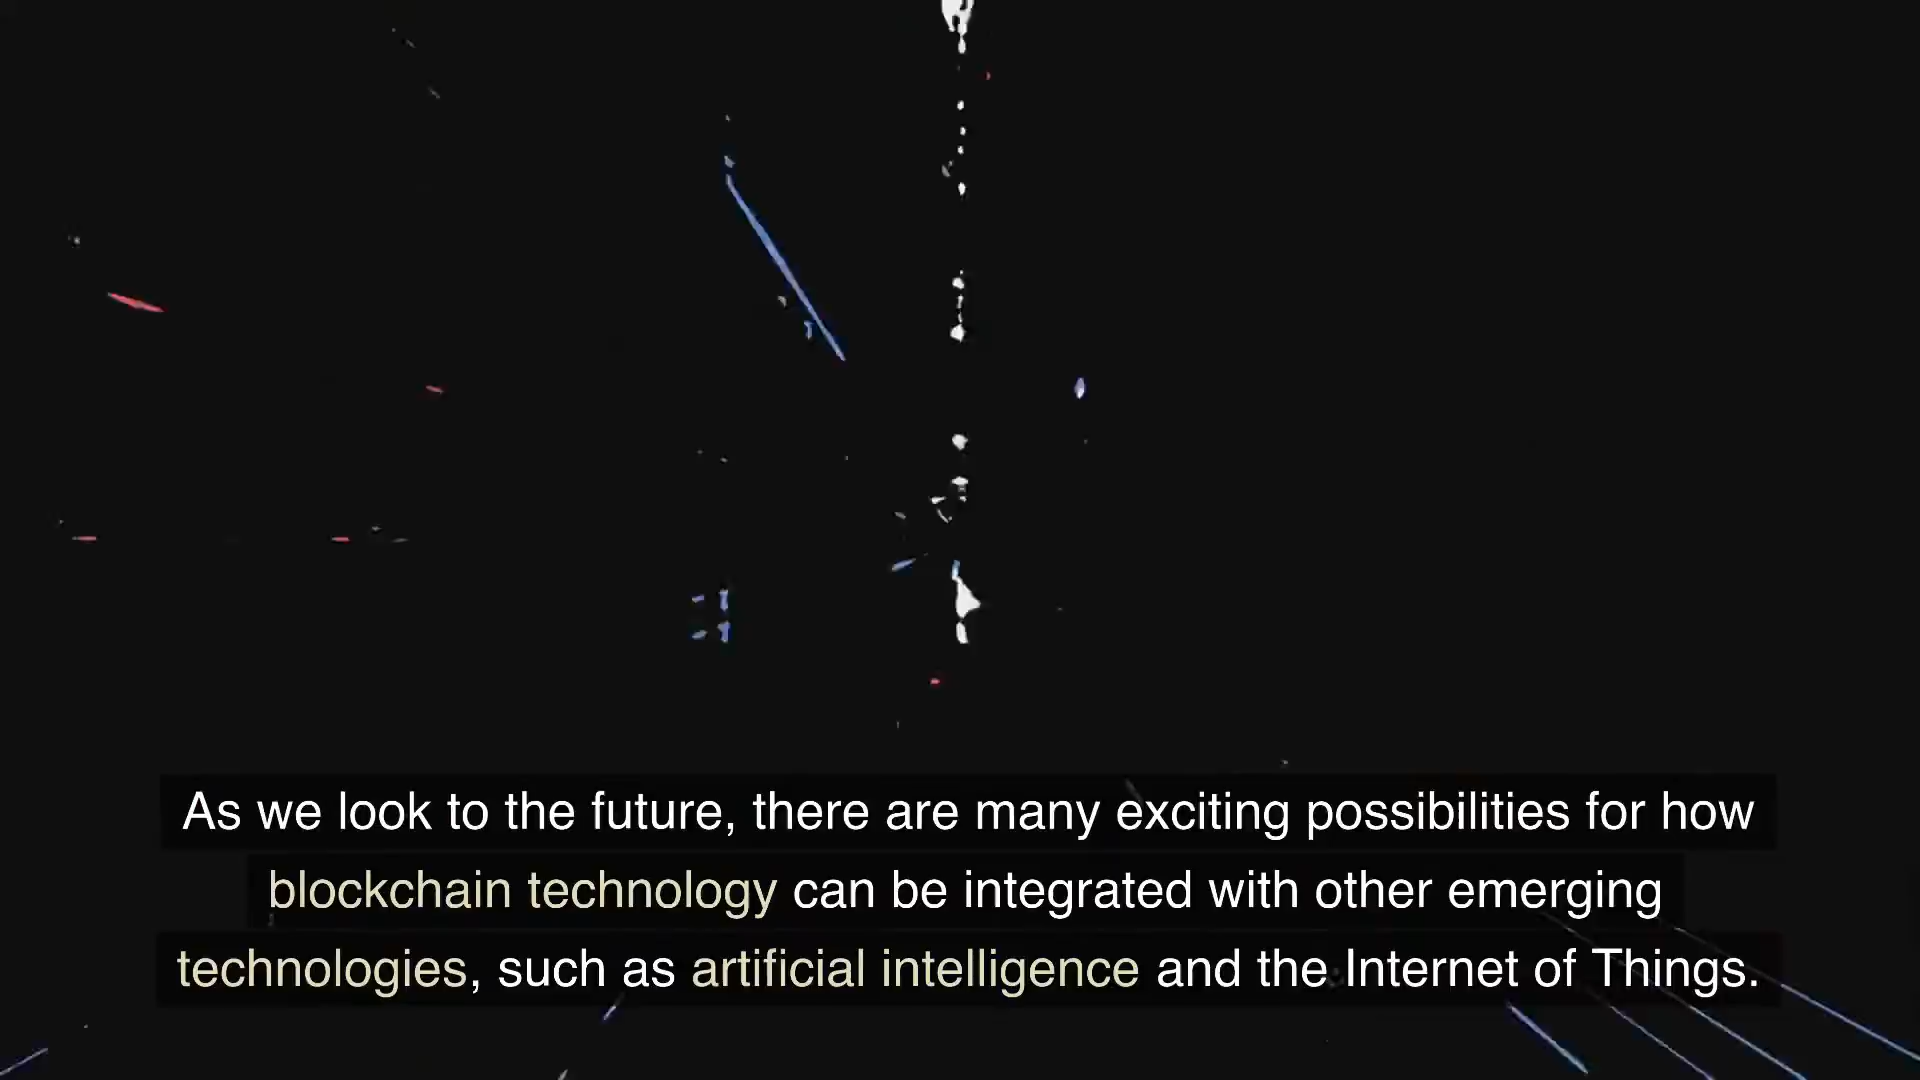 As we look to the future, there are many exciting possibilities for how
blockchain technology can be integrated with other emerging
technologies, such as artificial intelligence and the Internet of Things.